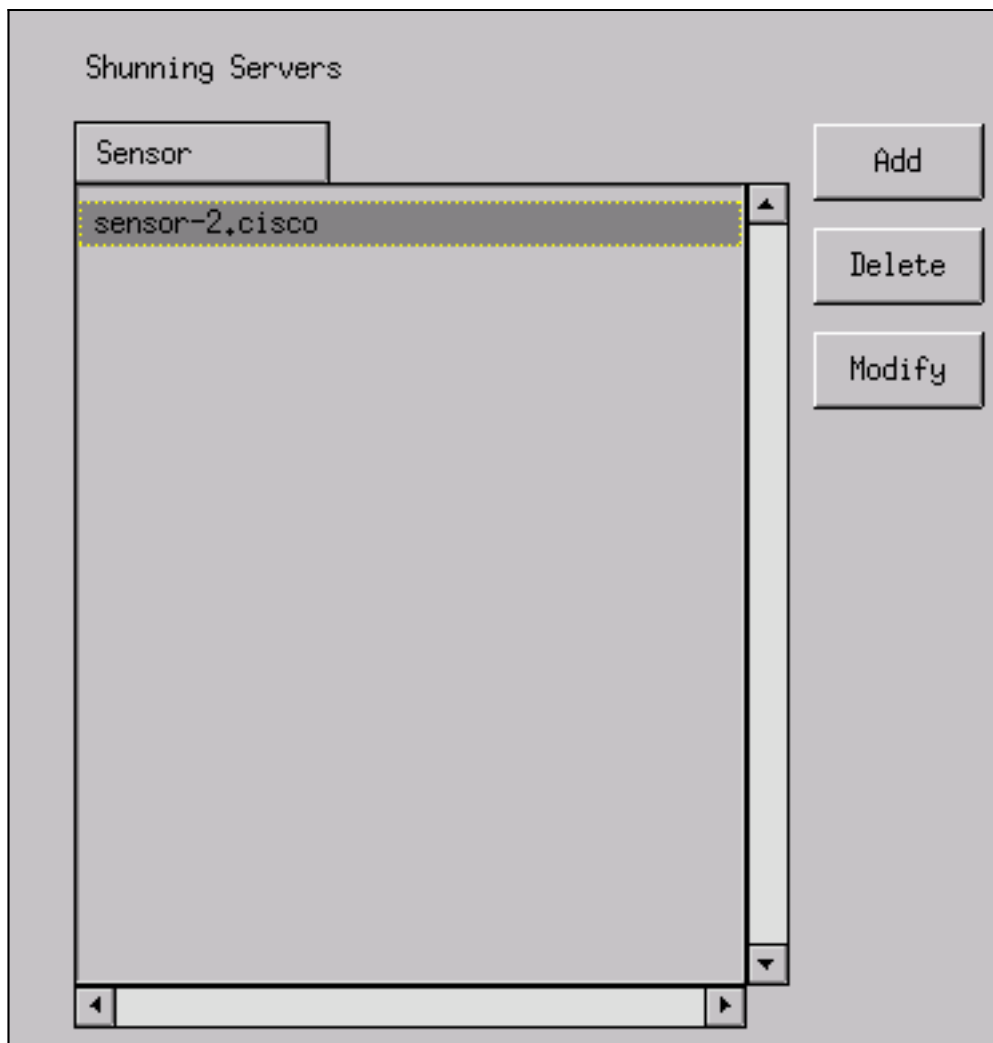 Shunning Servers
Sensor
sensor-2.cisco
Add
Delete
Modify